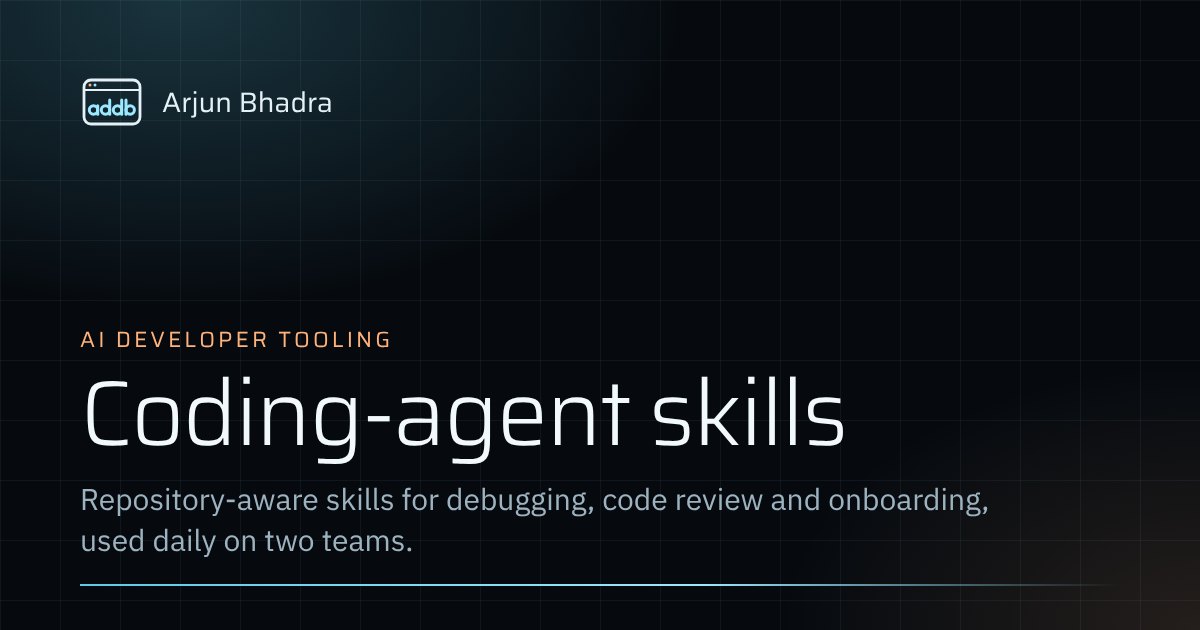 addb
Arjun Bhadra
AI DEVELOPER TOOLING
Coding-agent skills
Repository-aware skills for debugging, code review and onboarding,
used daily on two teams.